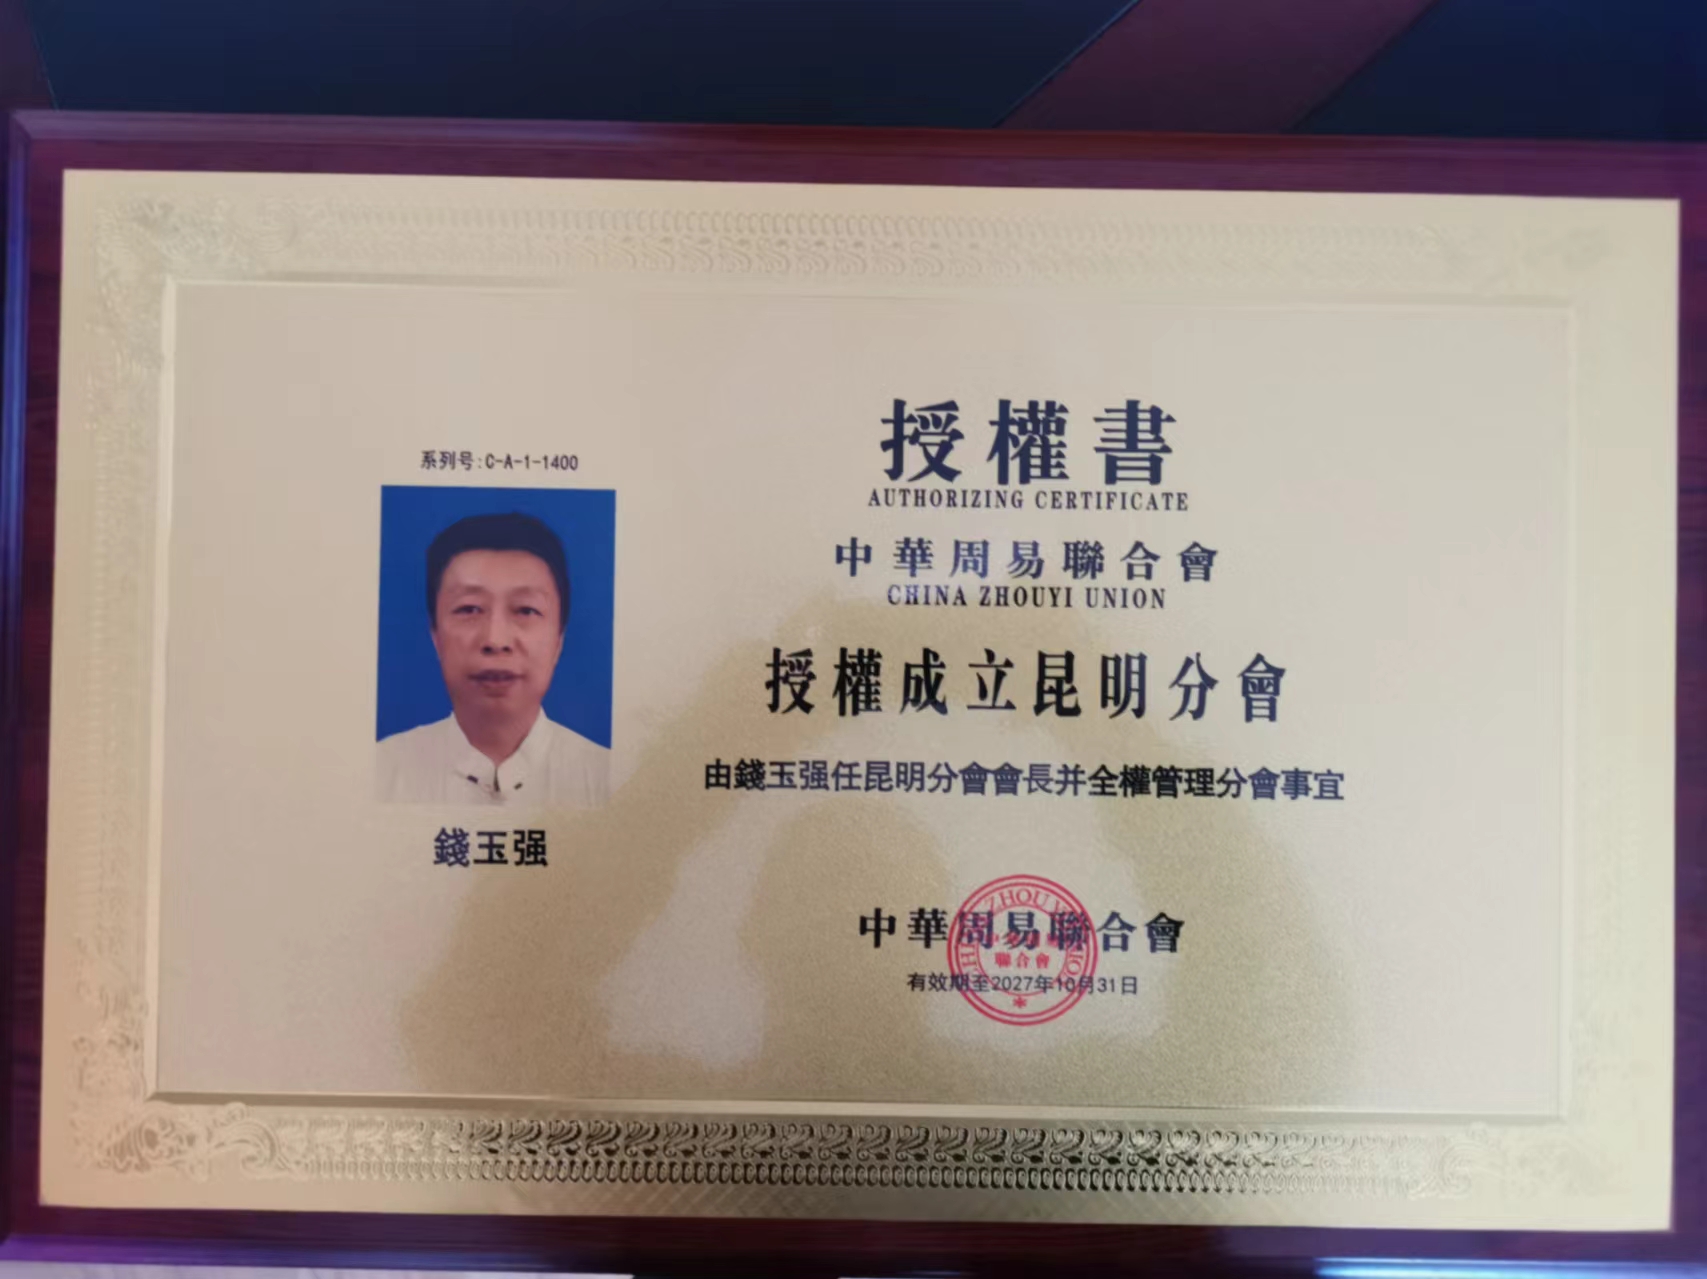 系列号:C-A-1-1400
錢玉强
授權書
AUTHORIZING CERTIFICATE
中華周易聯合會
CHINA ZHOUYI UNION
授權成立昆明分會
由錢玉强任昆明分會會長并全權管理分會事宜
中華周易聯合會
聯合會
有效期至2027年10月31日